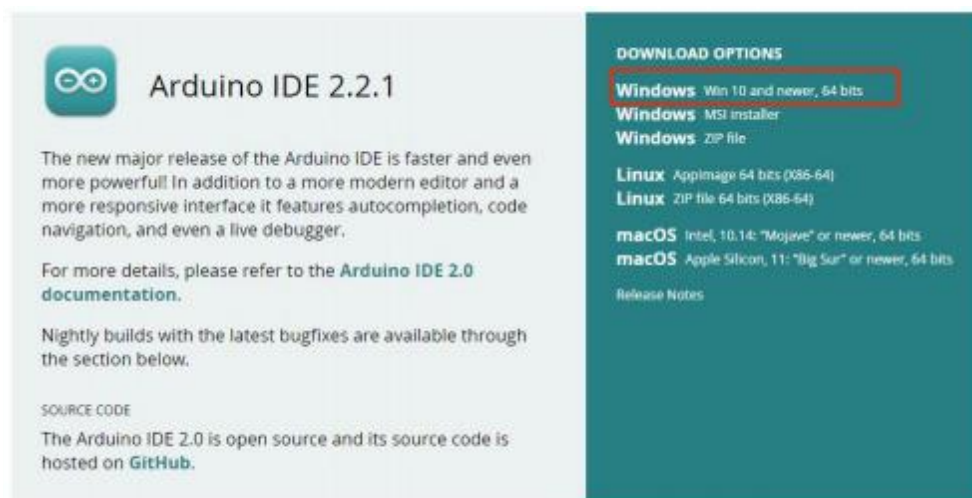 Arduino IDE 2.2.1
The new major release of the Arduino IDE is faster and even
more powerful! In addition to a more modern editor and a
more responsive interface it features autocompletion, code
navigation, and even a live debugger.
For more details, please refer to the Arduino IDE 2.0
documentation.
Nightly builds with the latest bugfixes are available through
the section below.
SOURCE CODE
The Arduino IDE 2.0 is open source and its source code is
hosted on GitHub.
DOWNLOAD OPTIONS
Windows Win 10 and newer, 64 bits
Windows MSI installer
Windows ZIP file
Linux AppImage 64 bits (X86-64)
Linux ZIP file 64 bits (X86-64)
macOS Intel, 10.14: "Mojave" or newer, 64 bits
macOS Apple Silicon, 11: "Big Sur" or newer, 64 bits
Release Notes